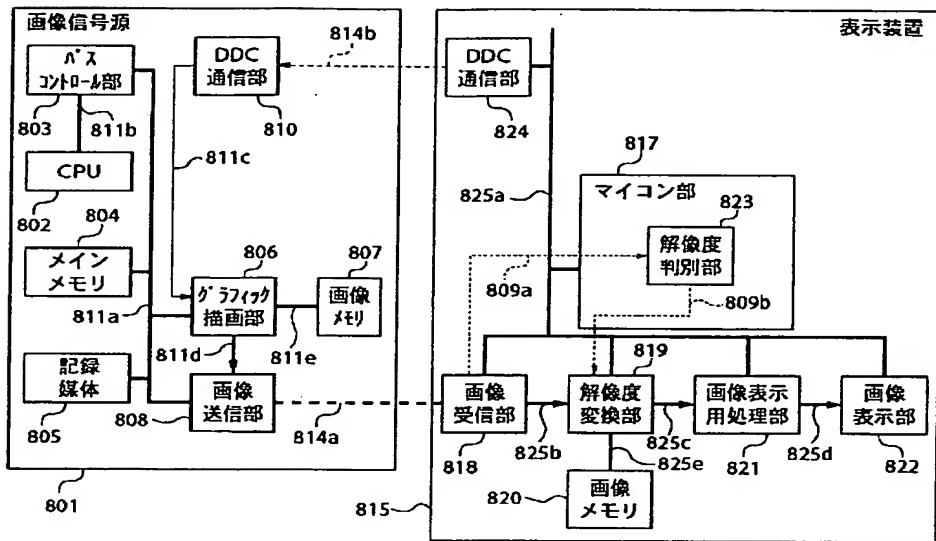 画像信号源
バス
コントロール部
803
811b
CPU
802
804
メイン
メモリ
811a
記録
媒体
805
801
DDC
通信部
810
814b
811c
806
グラフィック
描画部
807
画像
メモリ
811e
811d
画像
送信部
808
814a
表示装置
DDC
通信部
824
825a
817
マイコン部
823
解像度
判別部
809a
809b
画像
受信部
818
825b
819
解像度
変換部
825c
825e
820
画像
メモリ
画像表示
用処理部
821
825d
画像
表示部
822
815